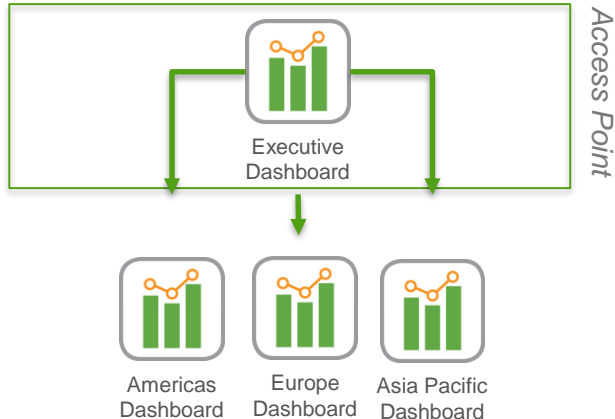 Access Point
Executive
Dashboard
Americas
Dashboard
Europe
Dashboard
Asia Pacific
Dashboard